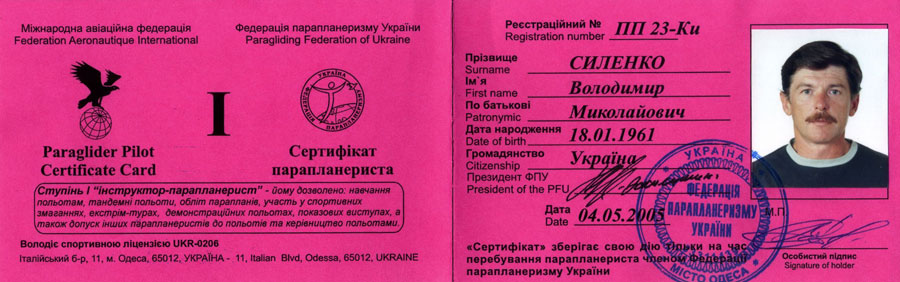 Міжнародна авіаційна федерація
Federation Aeronautique International
Федерація парапланеризму України
Paragliding Federation of Ukraine
I
УКРАЇНА
Paraglider Pilot
Certificate Card
Сертифікат
парапланериста
Ступінь I "інструктор-парапланерист" - йому дозволено: навчання
польотам, тандемні польоти, обліт парапланів, участь у спортивних
змаганнях, екстрім-турах, демонстраційних польотах, показових виступах, а
також допуск інших парапланеристів до польотів та керівництво польотами
Володіє спортивною ліцензією UKR-0206
Італійський б-р, 11, м. Одеса, 65012, УКРАЇНА - 11, Italian Blvd, Odessa, 65012, UKRAINE
Реєстраційний №
Registration number
ПП 23-Ки
Прізвище
Surname
СИЛЕНКО
Ім`я
First name
Володимир
По батькові
Patronymic
Миколайович
Дата народження
Date of birth
18.01.1961
Громадянство
Citizenship
Україна
Президент ФПУ
President of the PFU
Дата
Date
04.05.2005
М.П.
УКРАЇНА
ФЕДЕРАЦІЯ
ПАРАПЛАНЕРИЗМУ
УКРАЇНИ
МІСТО ОДЕСА
«Сертифікат» зберігає свою дію тільки на час
перебування парапланериста членом Федерації
парапланеризму України
Особистий підпис
Signature of holder